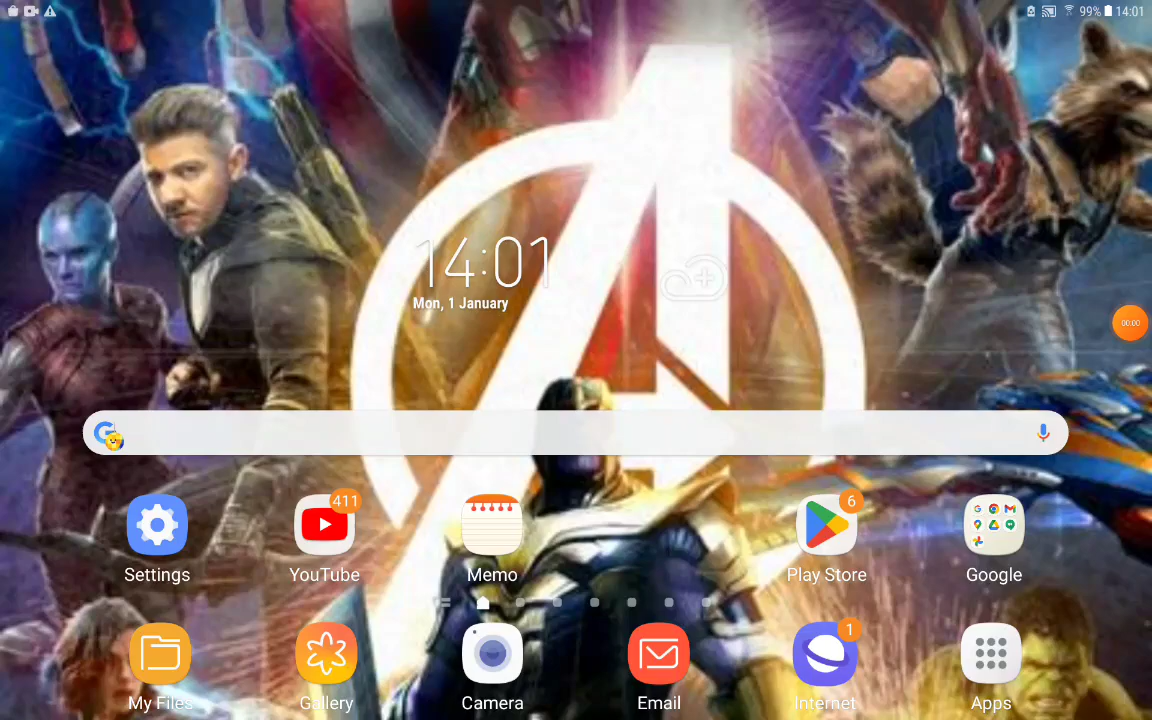 99% 14:01
14:01
Mon, 1 January
00:00
411
6
Settings
YouTube
Memo
Play Store
Google
1
My Files
Gallery
Camera
Email
Internet
Apps